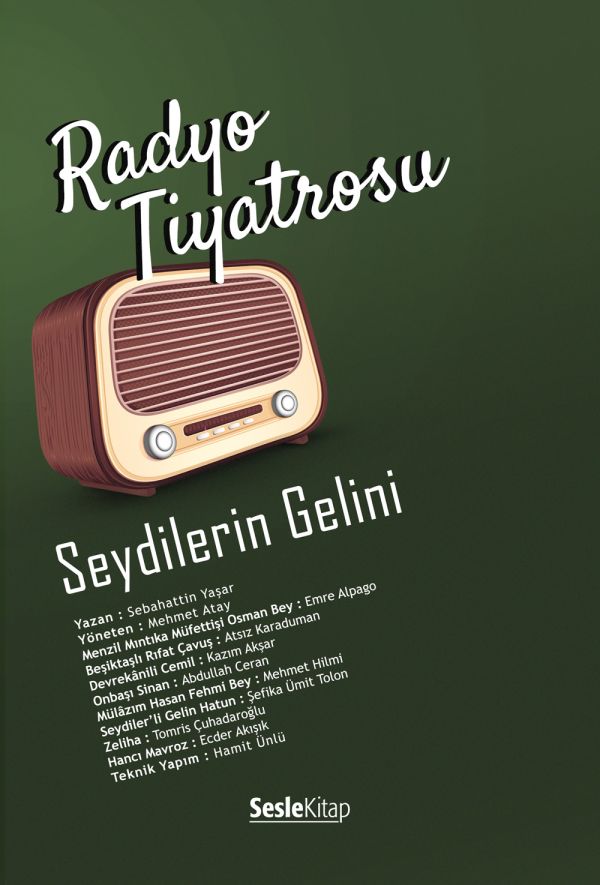 Radyo
Tiyatrosu
Seydilerin Gelini
Yazan : Sebahattin Yaşar
Yöneten : Mehmet Atay
Menzil Mıntıka Müfettişi Osman Bey : Emre Alpago
Beşiktaşlı Rıfat Çavuş : Atsız Karaduman
Devrekânili Cemil : Kazım Akşar
Onbaşı Sinan : Abdullah Ceran
Mülâzım Hasan Fehmi Bey : Mehmet Hilmi
Seydiler'li Gelin Hatun : Şefika Ümit Tolon
Zeliha : Tomris Çuhadaroğlu
Hancı Mavroz : Ecder Akışık
Teknik Yapım : Hamit Ünlü
SesleKitap